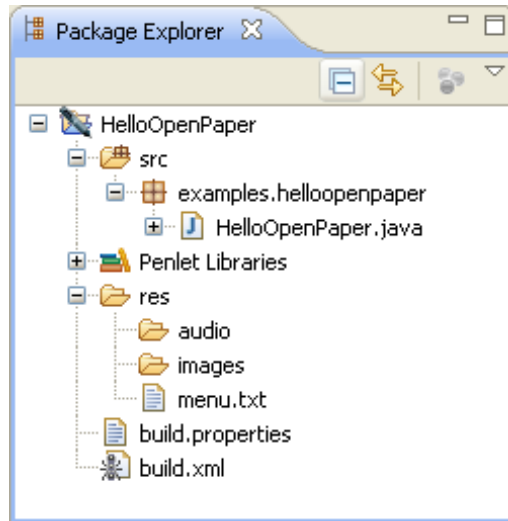 Package Explorer
HelloOpenPaper
src
examples.helloopenpaper
HelloOpenPaper.java
Penlet Libraries
res
audio
images
menu.txt
build.properties
build.xml